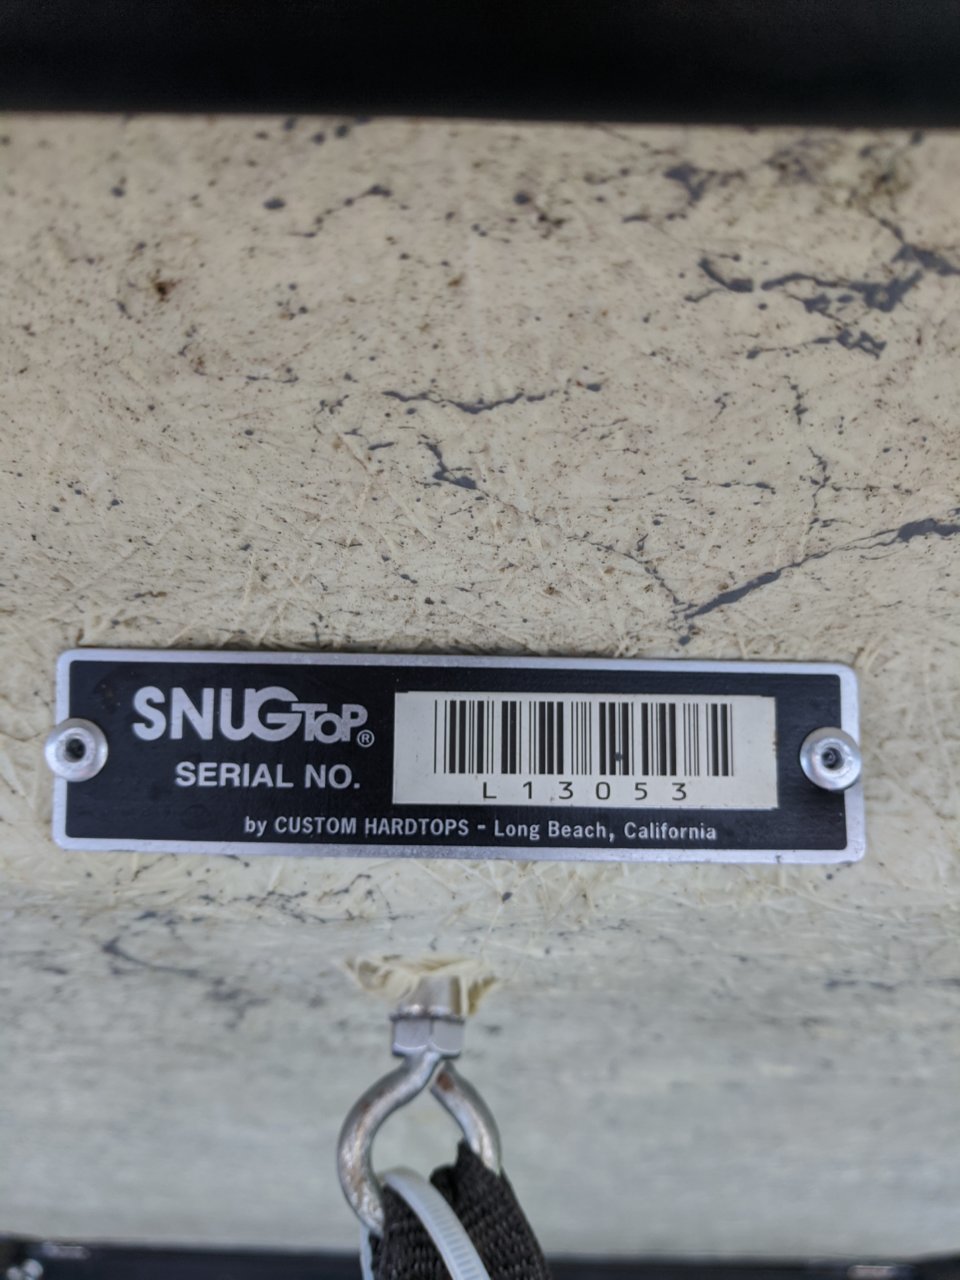 SNUGTOP®
SERIAL NO.
L13053
by CUSTOM HARDTOPS - Long Beach, California